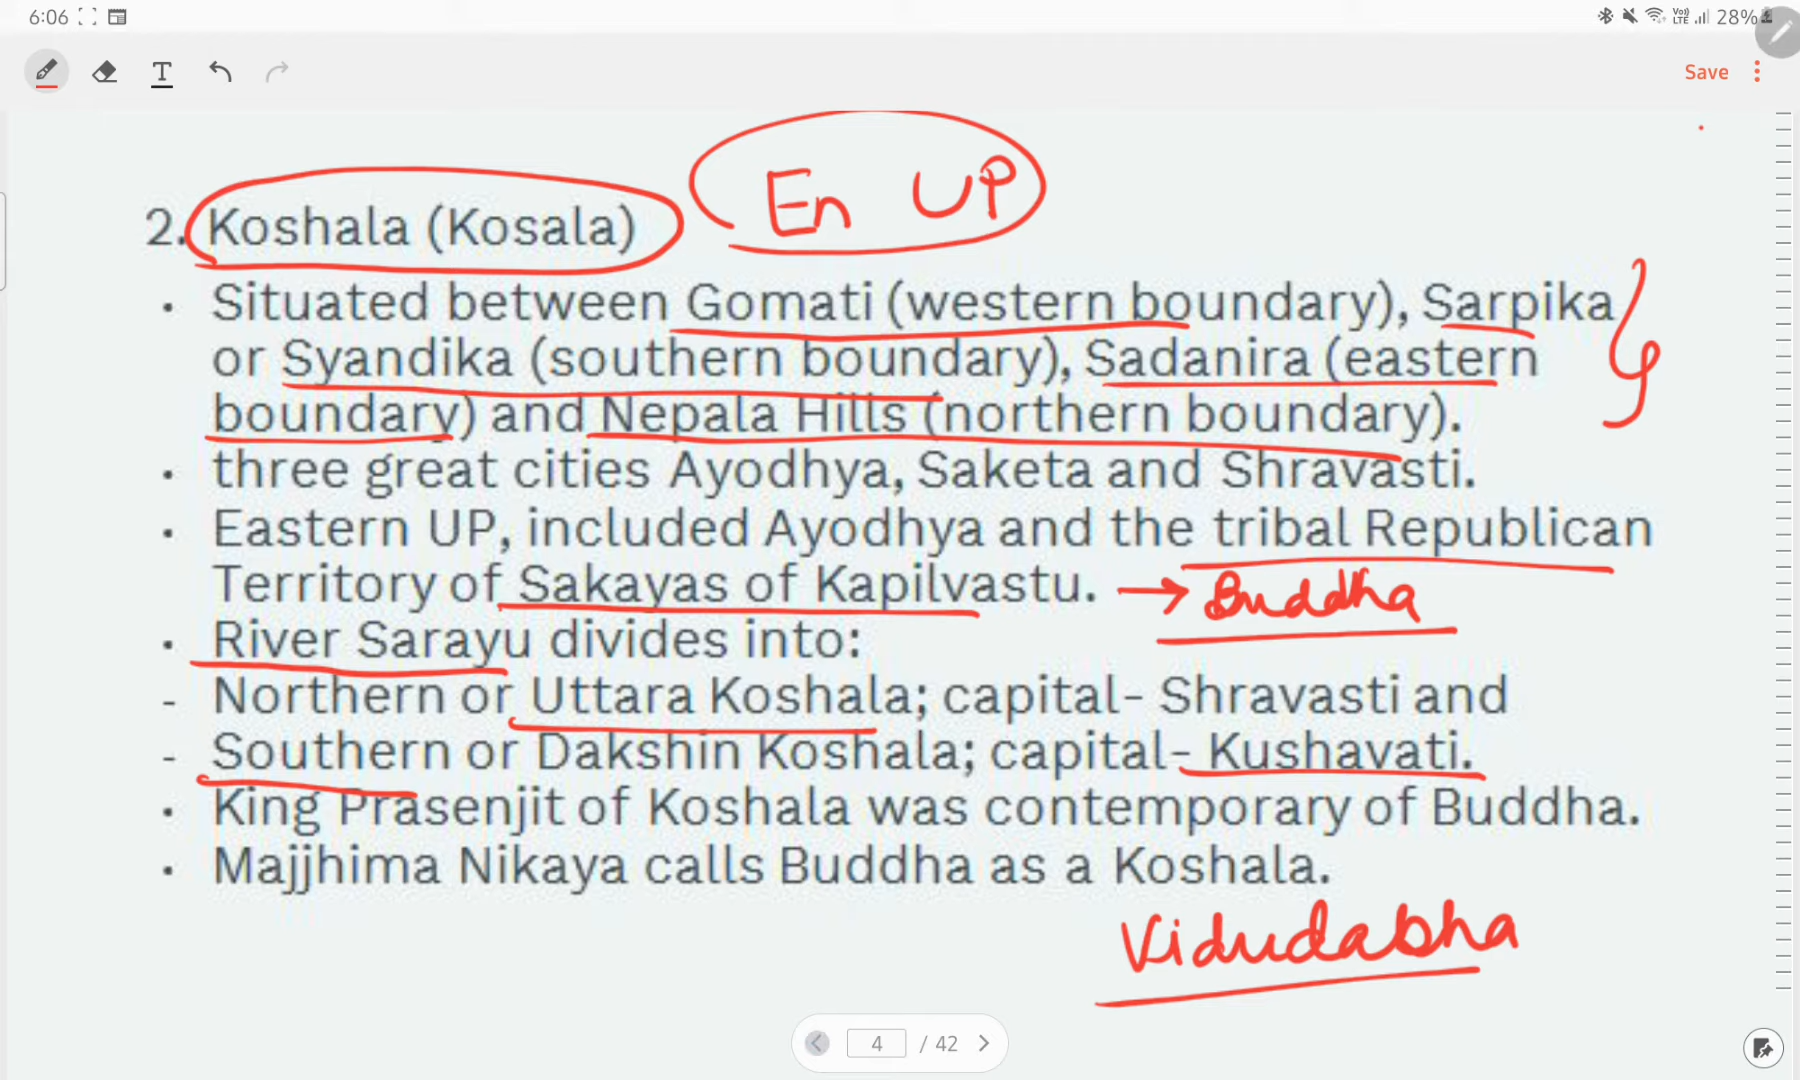 6:06
Vo)) LTE 28%
T
Save
En UP
2. Koshala (Kosala)
• Situated between Gomati (western boundary), Sarpika
or Syandika (southern boundary), Sadanira (eastern
boundary) and Nepala Hills (northern boundary).
• three great cities Ayodhya, Saketa and Shravasti.
• Eastern UP, included Ayodhya and the tribal Republican
Territory of Sakayas of Kapilvastu. → Buddha
• River Sarayu divides into:
- Northern or Uttara Koshala; capital- Shravasti and
- Southern or Dakshin Koshala; capital- Kushavati.
• King Prasenjit of Koshala was contemporary of Buddha.
• Majjhima Nikaya calls Buddha as a Koshala.
Vidudabha
4 / 42